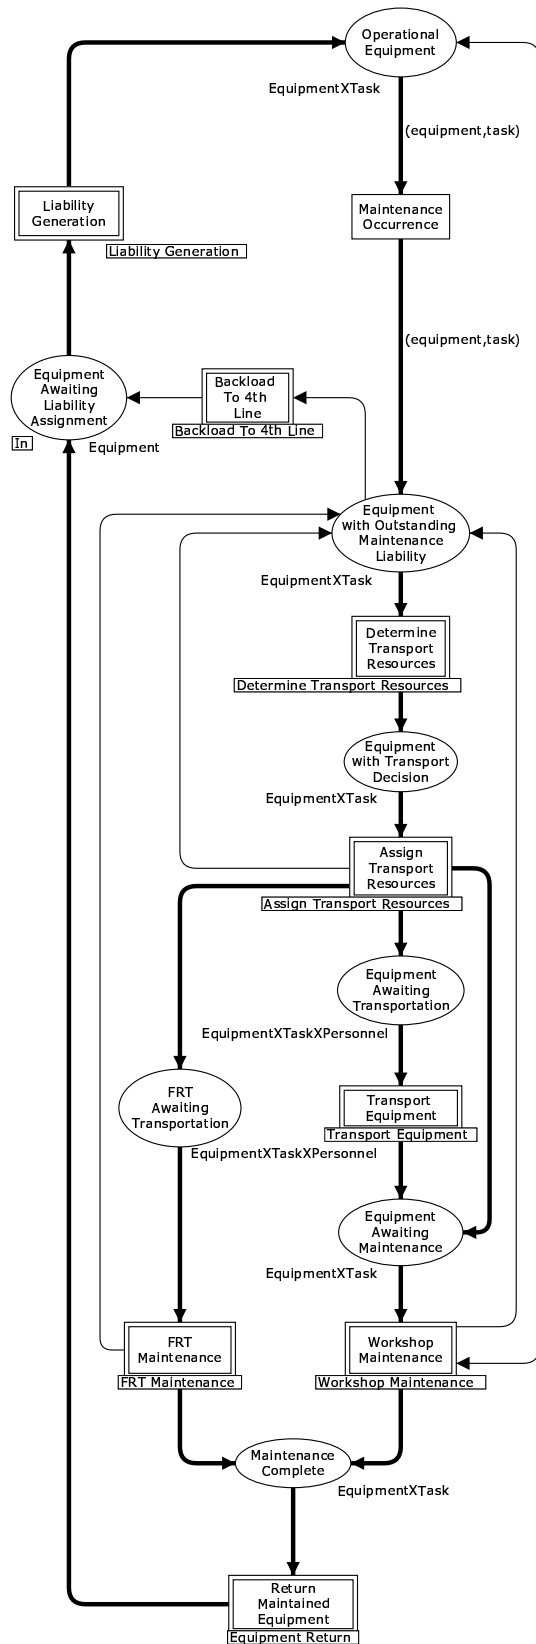 Operational
Equipment
EquipmentXTask
(equipment,task)
Liability
Generation
Liability Generation
Maintenance
Occurrence
(equipment,task)
Equipment
Awaiting
Liability
Assignment
In
Equipment
Backload
To 4th
Line
Backload To 4th Line
Equipment
with Outstanding
Maintenance
Liability
EquipmentXTask
Determine
Transport
Resources
Determine Transport Resources
Equipment
with Transport
Decision
EquipmentXTask
Assign
Transport
Resources
Assign Transport Resources
Equipment
Awaiting
Transportation
EquipmentXTaskXPersonnel
FRT
Awaiting
Transportation
EquipmentXTaskXPersonnel
Transport
Equipment
Transport Equipment
Equipment
Awaiting
Maintenance
EquipmentXTask
FRT
Maintenance
FRT Maintenance
Workshop
Maintenance
Workshop Maintenance
Maintenance
Complete
EquipmentXTask
Return
Maintained
Equipment
Equipment Return